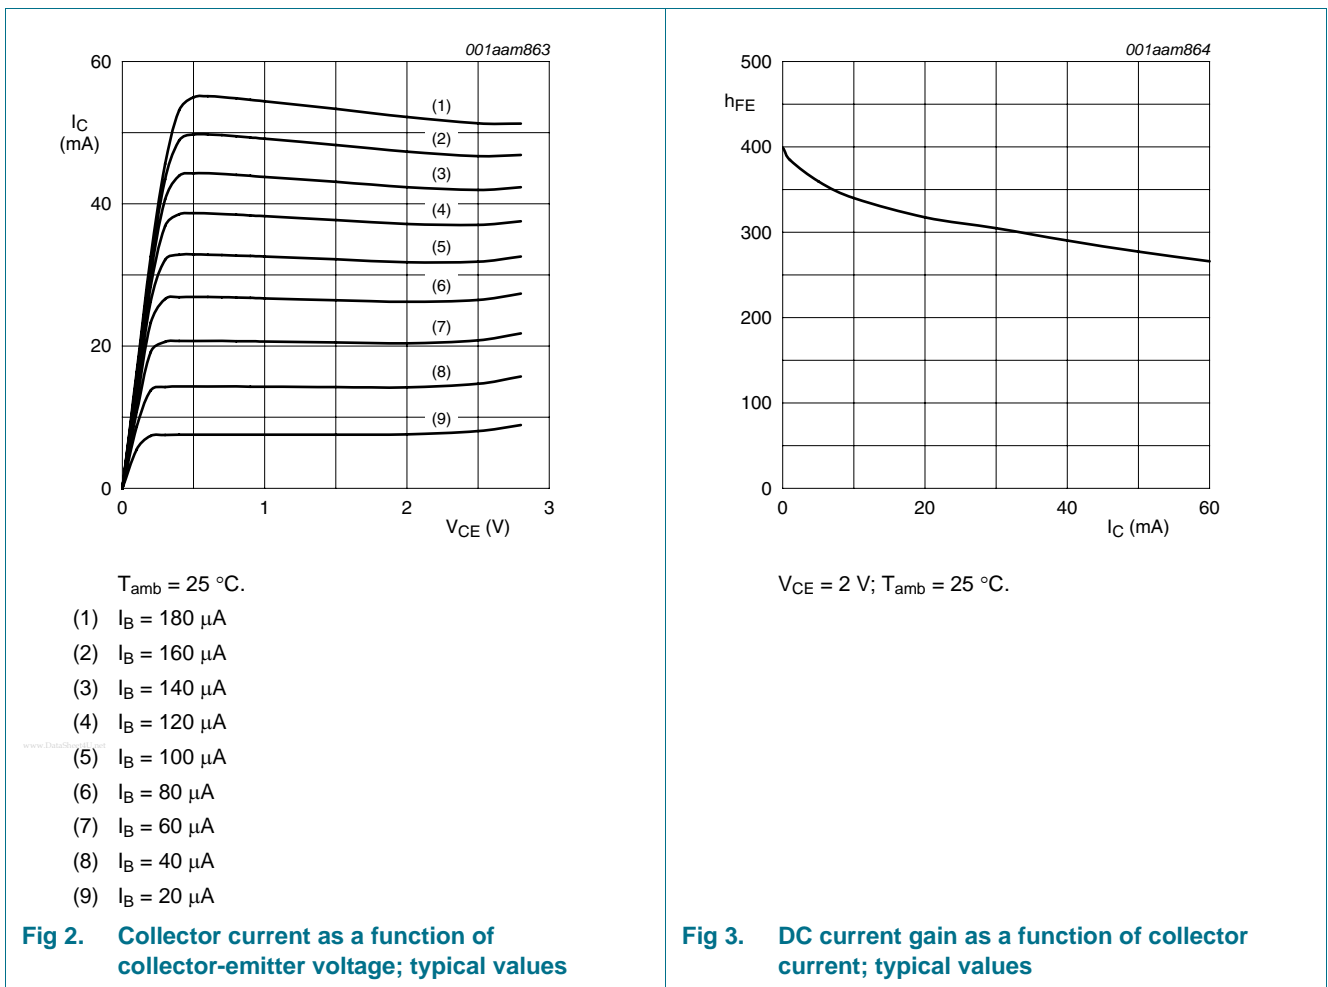 001aam863
60
IC
(mA)
40
20
0
(1)
(2)
(3)
(4)
(5)
(6)
(7)
(8)
(9)
0
1
2
3
VCE (V)
Tamb = 25 °C.
(1) IB = 180 μA
(2) IB = 160 μA
(3) IB = 140 μA
(4) IB = 120 μA
(5) IB = 100 μA
(6) IB = 80 μA
(7) IB = 60 μA
(8) IB = 40 μA
(9) IB = 20 μA
Fig 2. Collector current as a function of
collector-emitter voltage; typical values
001aam864
500
hFE
400
300
200
100
0
0
20
40
60
IC (mA)
VCE = 2 V; Tamb = 25 °C.
Fig 3. DC current gain as a function of collector
current; typical values